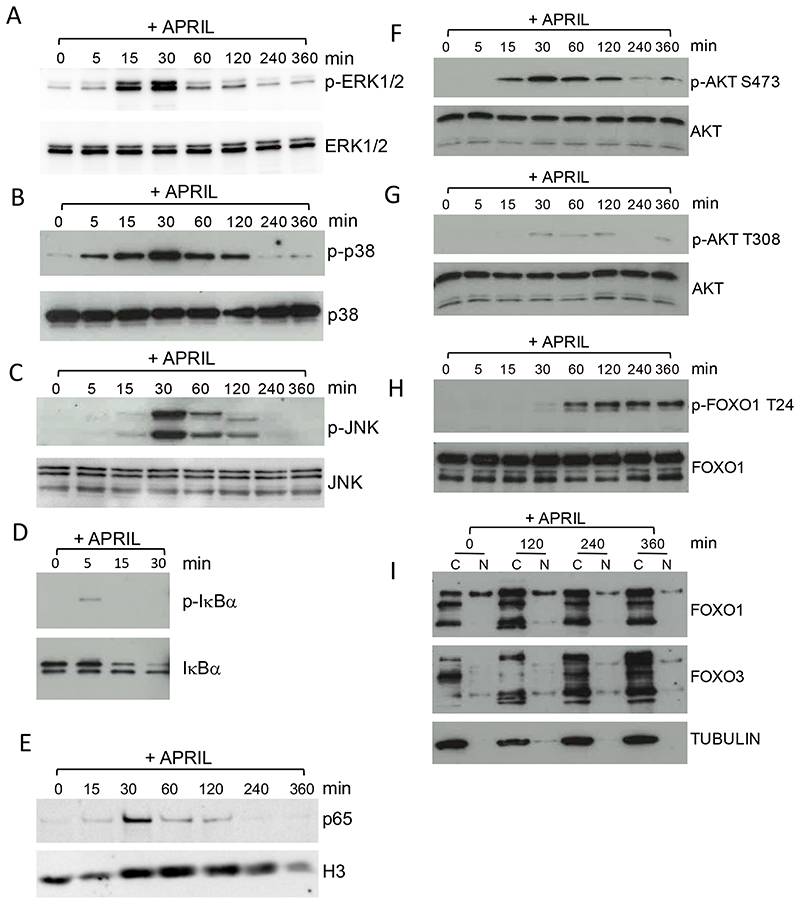 A
+ APRIL
0 5 15 30 60 120 240 360 min
p-ERK1/2
ERK1/2
B
+ APRIL
0 5 15 30 60 120 240 360 min
p-p38
p38
C
+ APRIL
0 5 15 30 60 120 240 360 min
p-JNK
JNK
D
+ APRIL
0 5 15 30 min
p-IκBα
IκBα
E
+ APRIL
0 15 30 60 120 240 360 min
p65
H3
F
+ APRIL
0 5 15 30 60 120 240 360 min
p-AKT S473
AKT
G
+ APRIL
0 5 15 30 60 120 240 360 min
p-AKT T308
AKT
H
+ APRIL
0 5 15 30 60 120 240 360 min
p-FOXO1 T24
FOXO1
I
+ APRIL
0 120 240 360 min
C N C N C N C N
FOXO1
FOXO3
TUBULIN